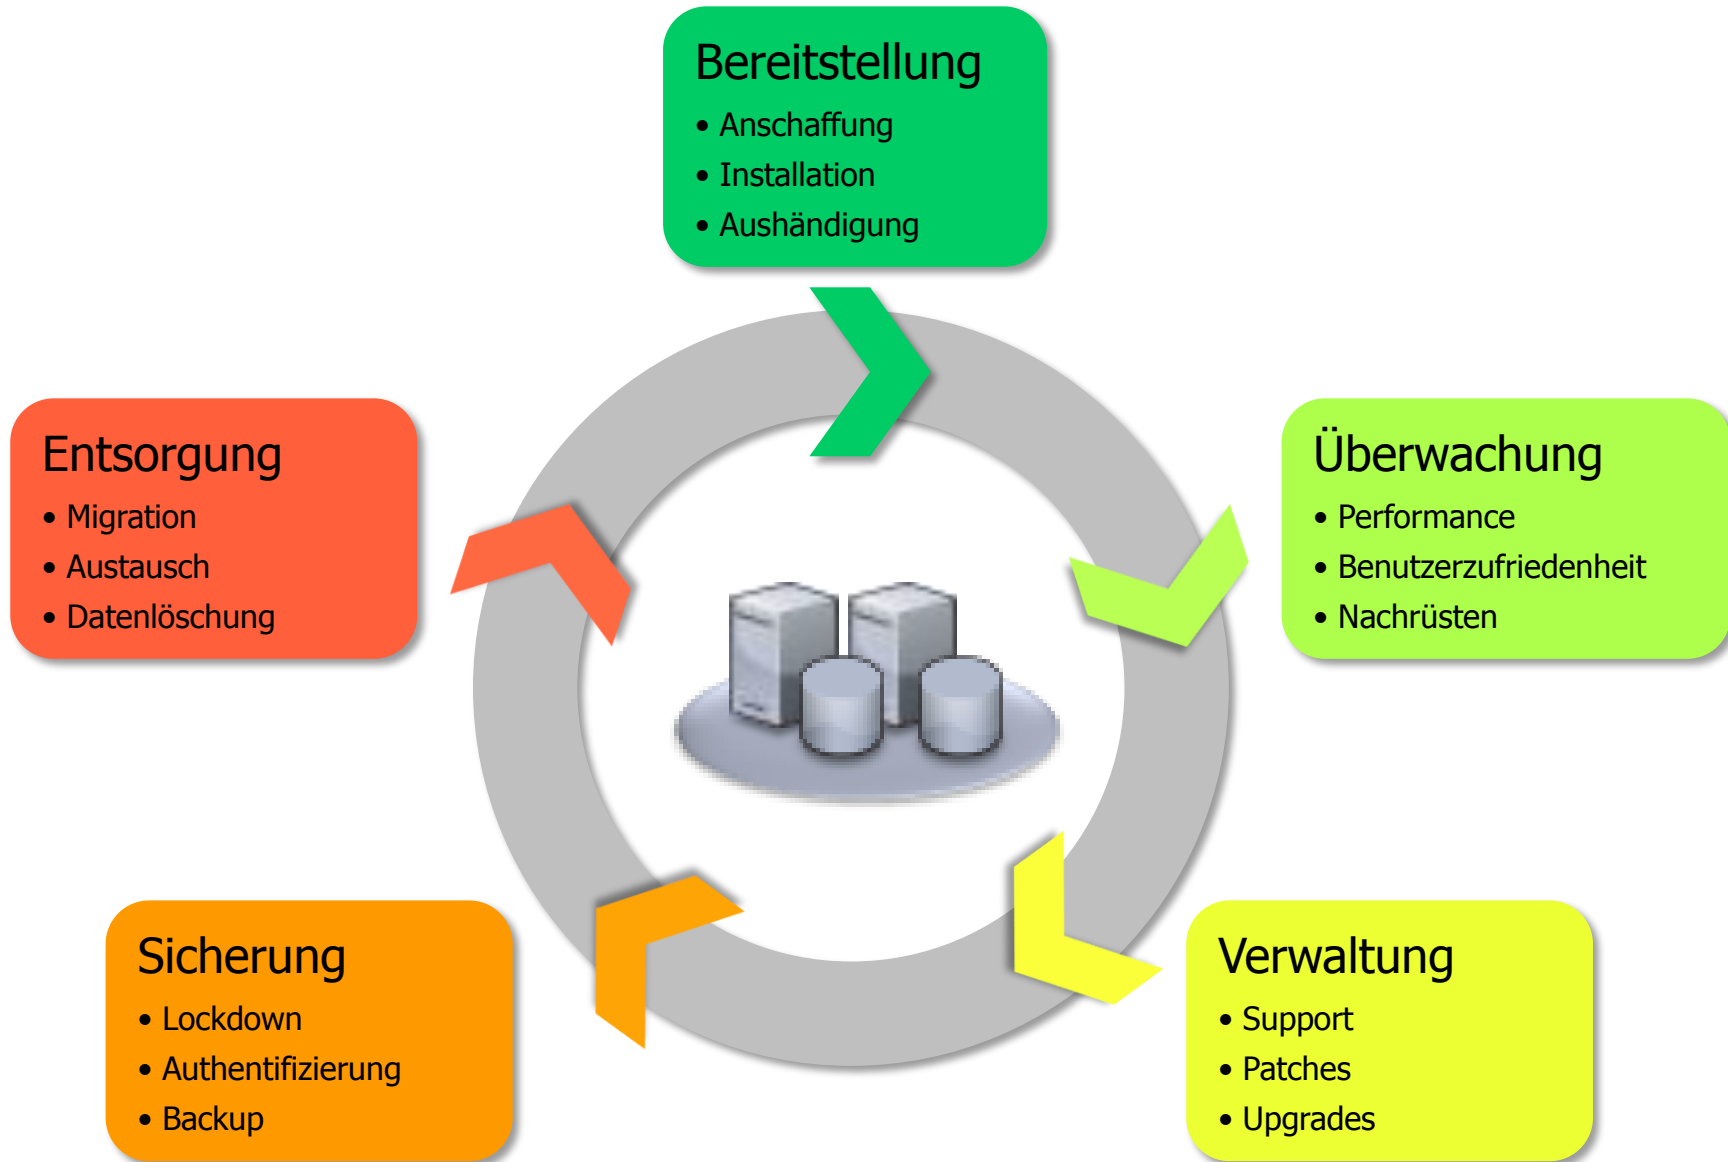 Bereitstellung
• Anschaffung
• Installation
• Aushändigung
Überwachung
• Performance
• Benutzerzufriedenheit
• Nachrüsten
Verwaltung
• Support
• Patches
• Upgrades
Sicherung
• Lockdown
• Authentifizierung
• Backup
Entsorgung
• Migration
• Austausch
• Datenlöschung